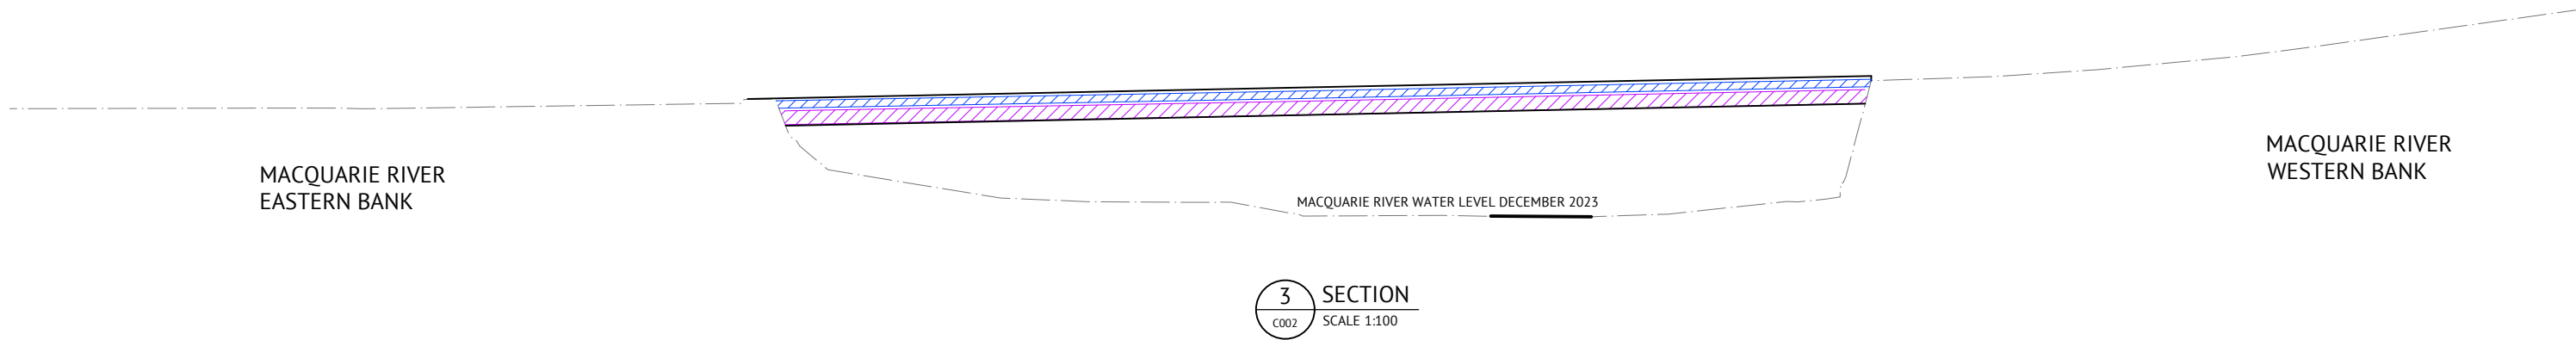 MACQUARIE RIVER
EASTERN BANK
MACQUARIE RIVER WATER LEVEL DECEMBER 2023
MACQUARIE RIVER
WESTERN BANK
3
C002
SECTION
SCALE 1:100